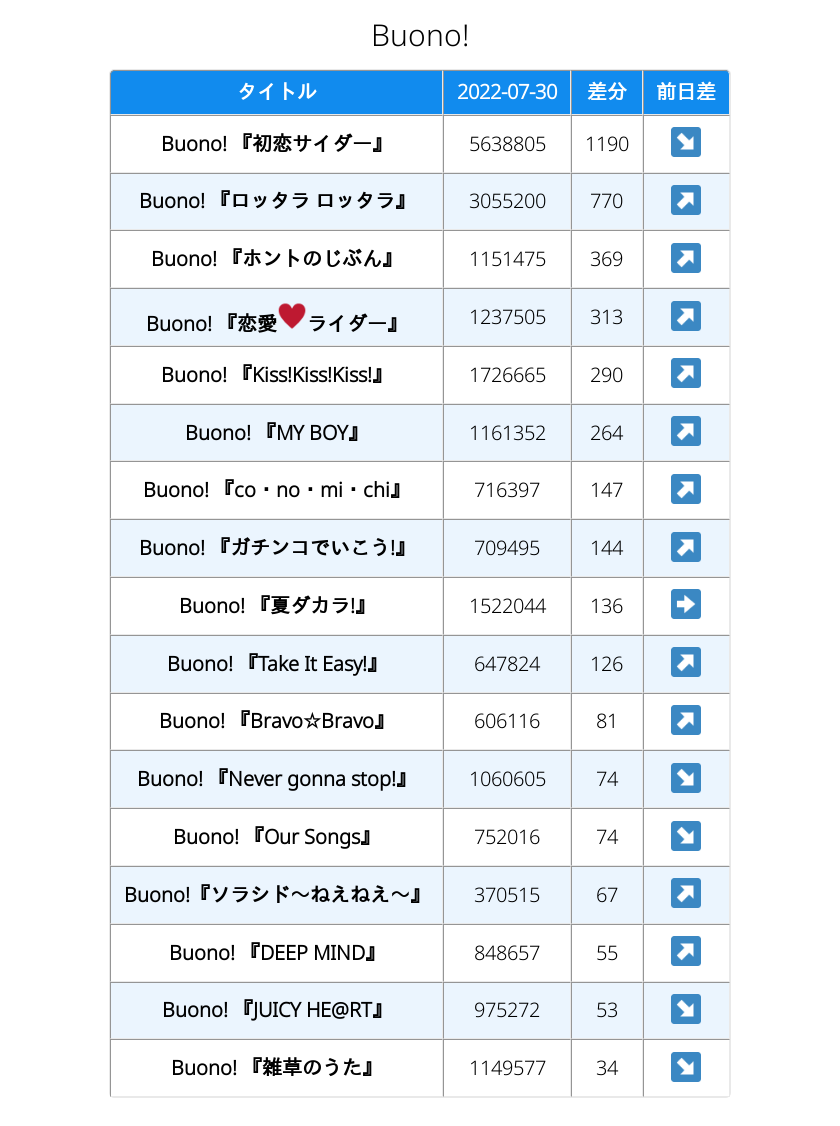 Buono!
タイトル 2022-07-30 差分 前日差
Buono! 『初恋サイダー』 5638805 1190 ↘
Buono! 『ロッタラ ロッタラ』 3055200 770 ↗
Buono! 『ホントのじぶん』 1151475 369 ↗
Buono! 『恋愛♥ライダー』 1237505 313 ↗
Buono! 『Kiss!Kiss!Kiss!』 1726665 290 ↗
Buono! 『MY BOY』 1161352 264 ↗
Buono! 『co・no・mi・chi』 716397 147 ↗
Buono! 『ガチンコでいこう!』 709495 144 ↗
Buono! 『夏ダカラ!』 1522044 136 ➡
Buono! 『Take It Easy!』 647824 126 ↗
Buono! 『Bravo☆Bravo』 606116 81 ↗
Buono! 『Never gonna stop!』 1060605 74 ↘
Buono! 『Our Songs』 752016 74 ↘
Buono!『ソラシド〜ねえねえ〜』 370515 67 ↗
Buono! 『DEEP MIND』 848657 55 ↗
Buono! 『JUICY HE@RT』 975272 53 ↘
Buono! 『雑草のうた』 1149577 34 ↘